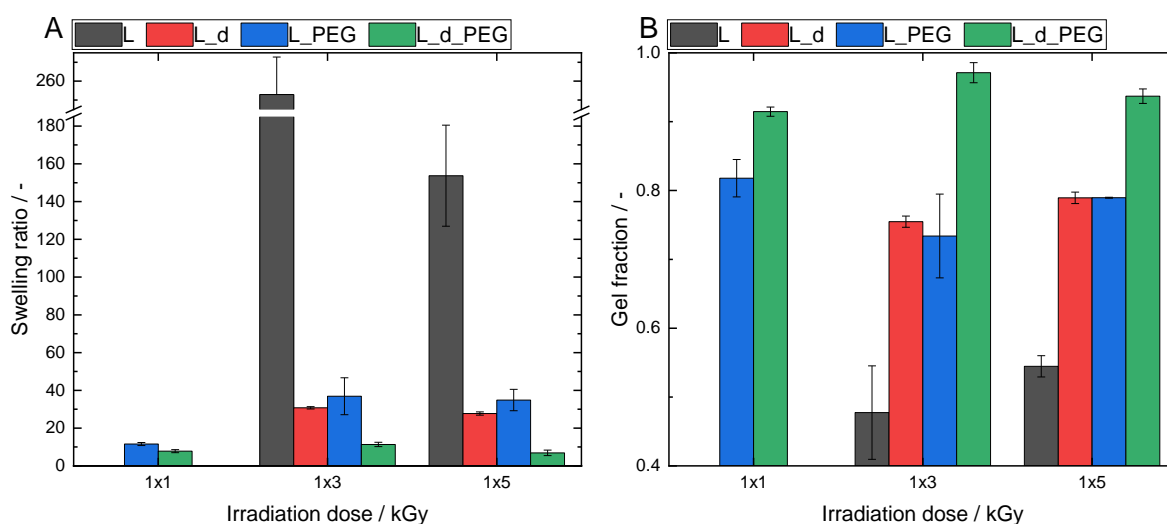 A
L L_d L_PEG L_d_PEG
260
180
160
140
120
100
80
60
40
20
0
Swelling ratio / -
1x1 1x3 1x5
Irradiation dose / kGy
B
L L_d L_PEG L_d_PEG
1.0
0.8
0.6
0.4
Gel fraction / -
1x1 1x3 1x5
Irradiation dose / kGy